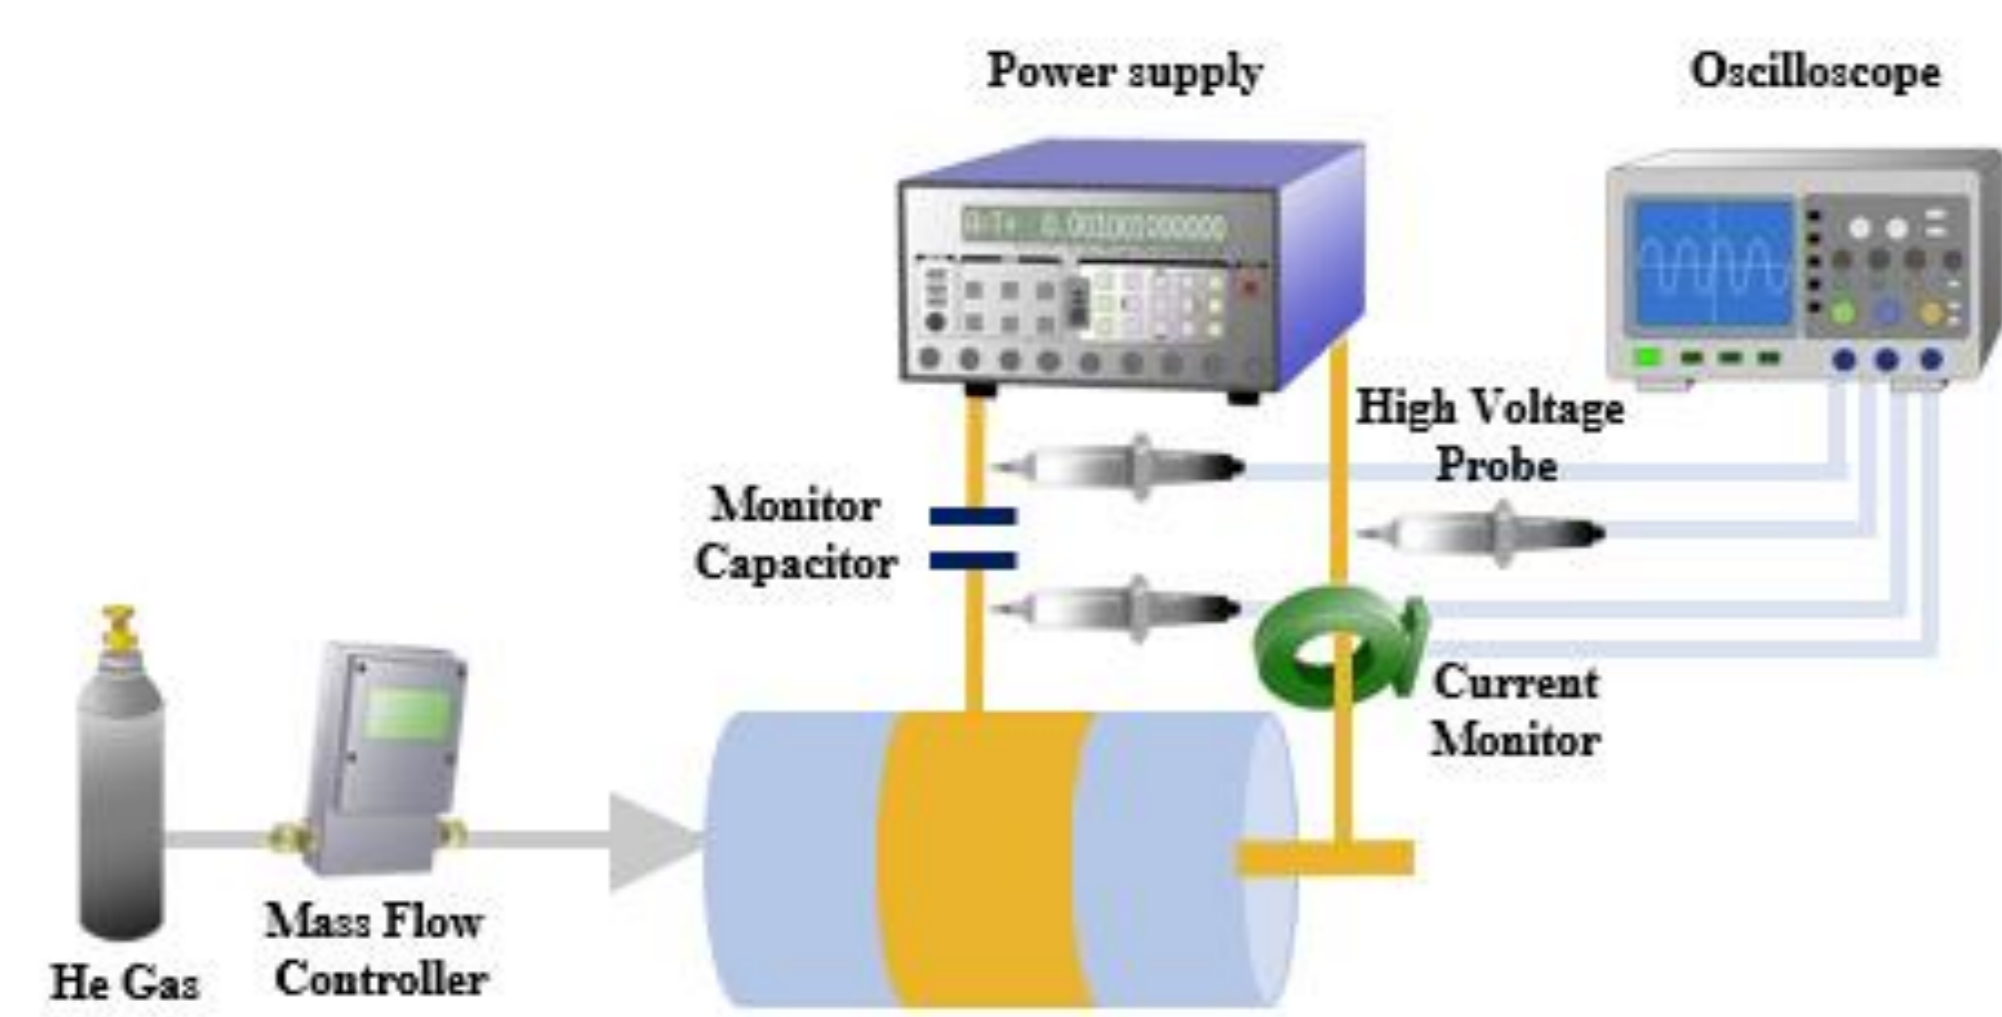 Power supply
Oscilloscope
High Voltage
Probe
Monitor
Capacitor
Current
Monitor
Mass Flow
Controller
He Gas